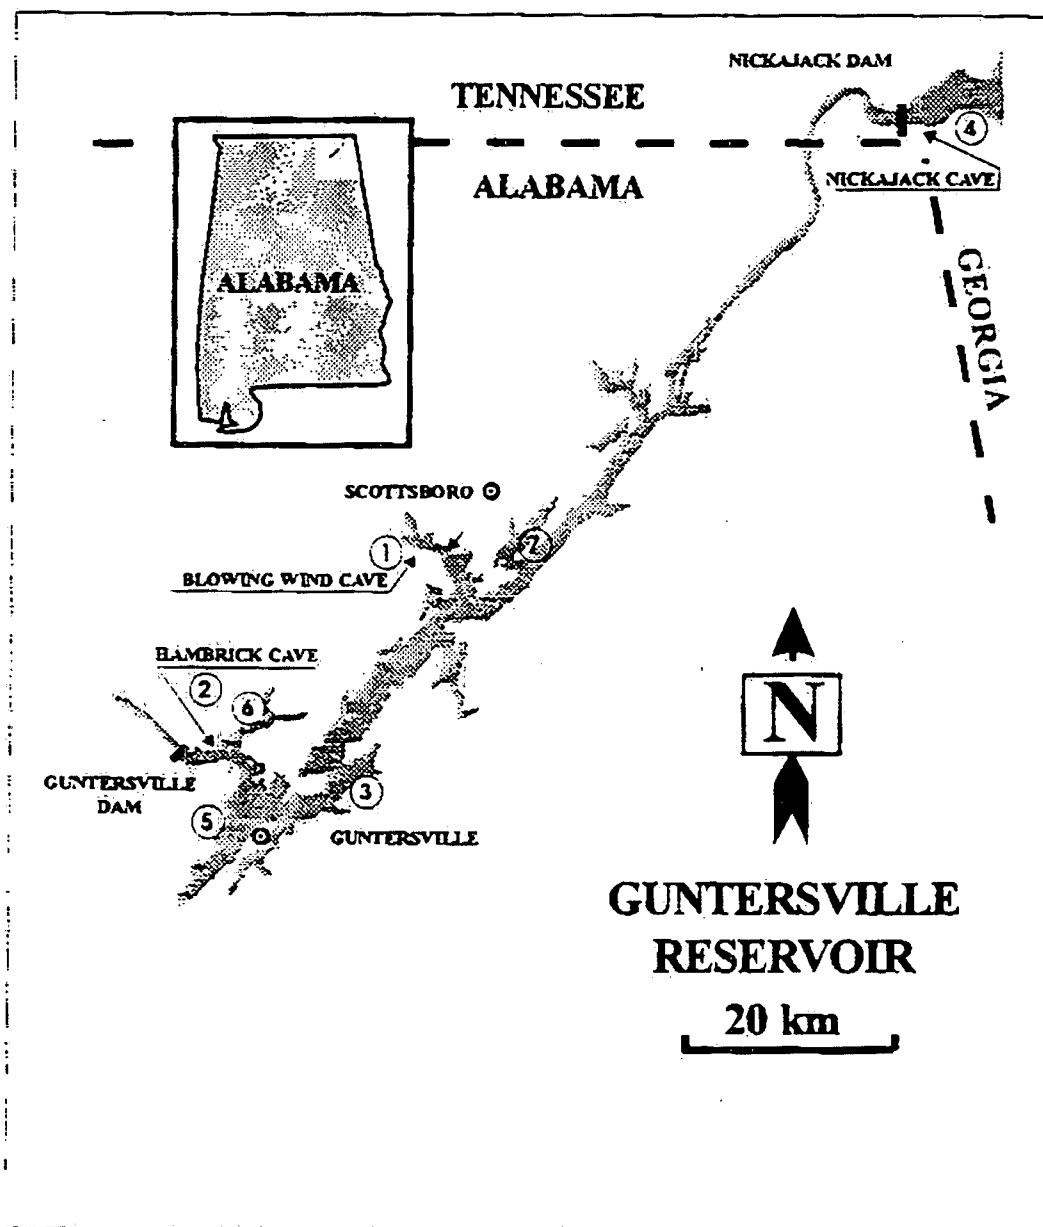 NICKAJACK DAM
TENNESSEE
4
ALABAMA
NICKAJACK CAVE
GEORGIA
ALABAMA
SCOTTSBORO
1
7
BLOWING WIND CAVE
HAMBRICK CAVE
2
6
GUNTERSVILLE
DAM
3
5
GUNTERSVILLE
N
GUNTERSVILLE
RESERVOIR
20 km